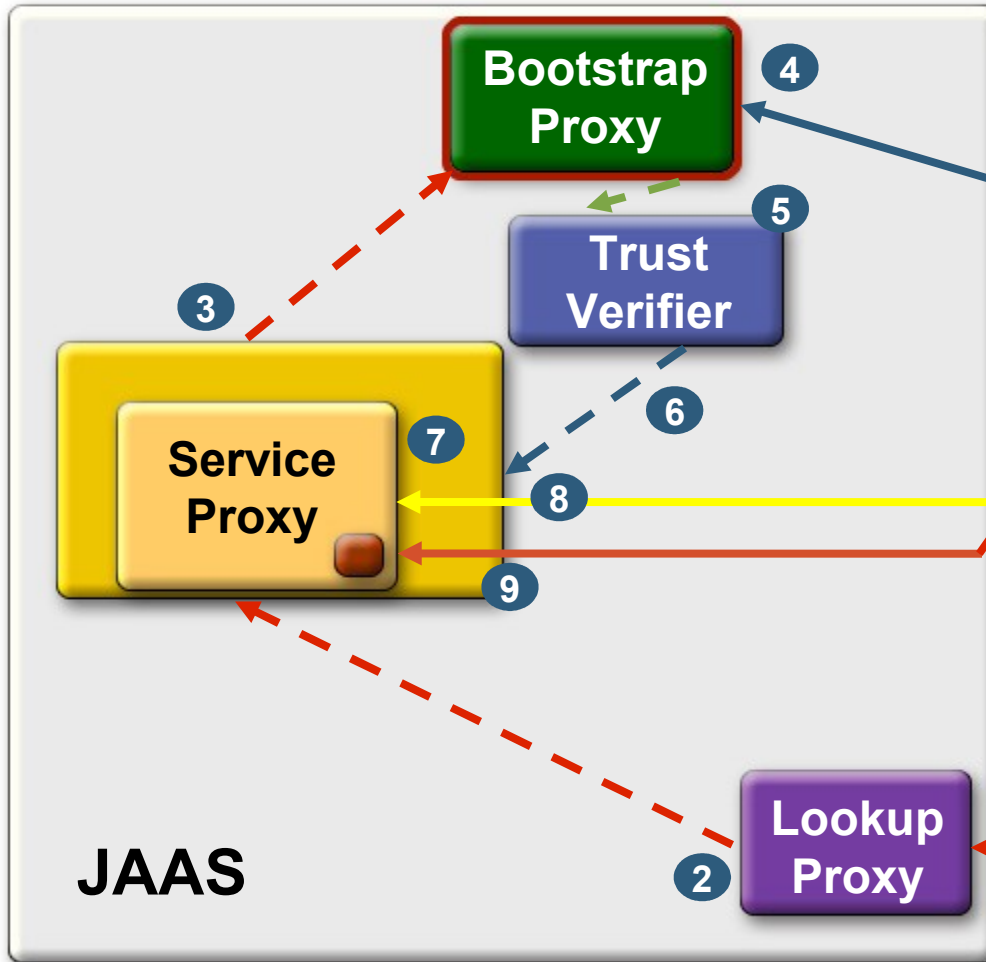 Bootstrap
Proxy
4
5
Trust
Verifier
3
6
Service
Proxy
7
8
9
Lookup
Proxy
2
JAAS